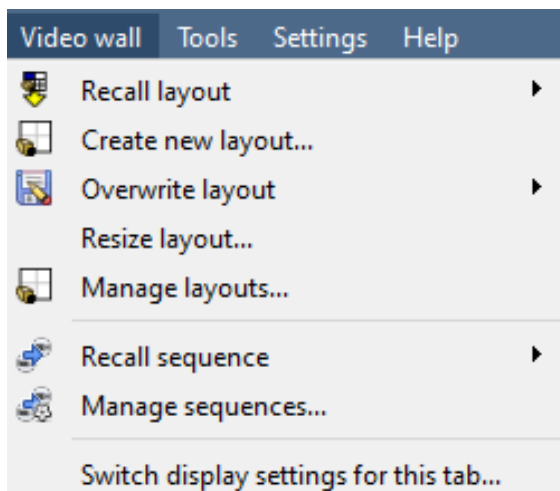 Video wall Tools Settings Help
Recall layout
Create new layout...
Overwrite layout
Resize layout...
Manage layouts...
Recall sequence
Manage sequences...
Switch display settings for this tab...